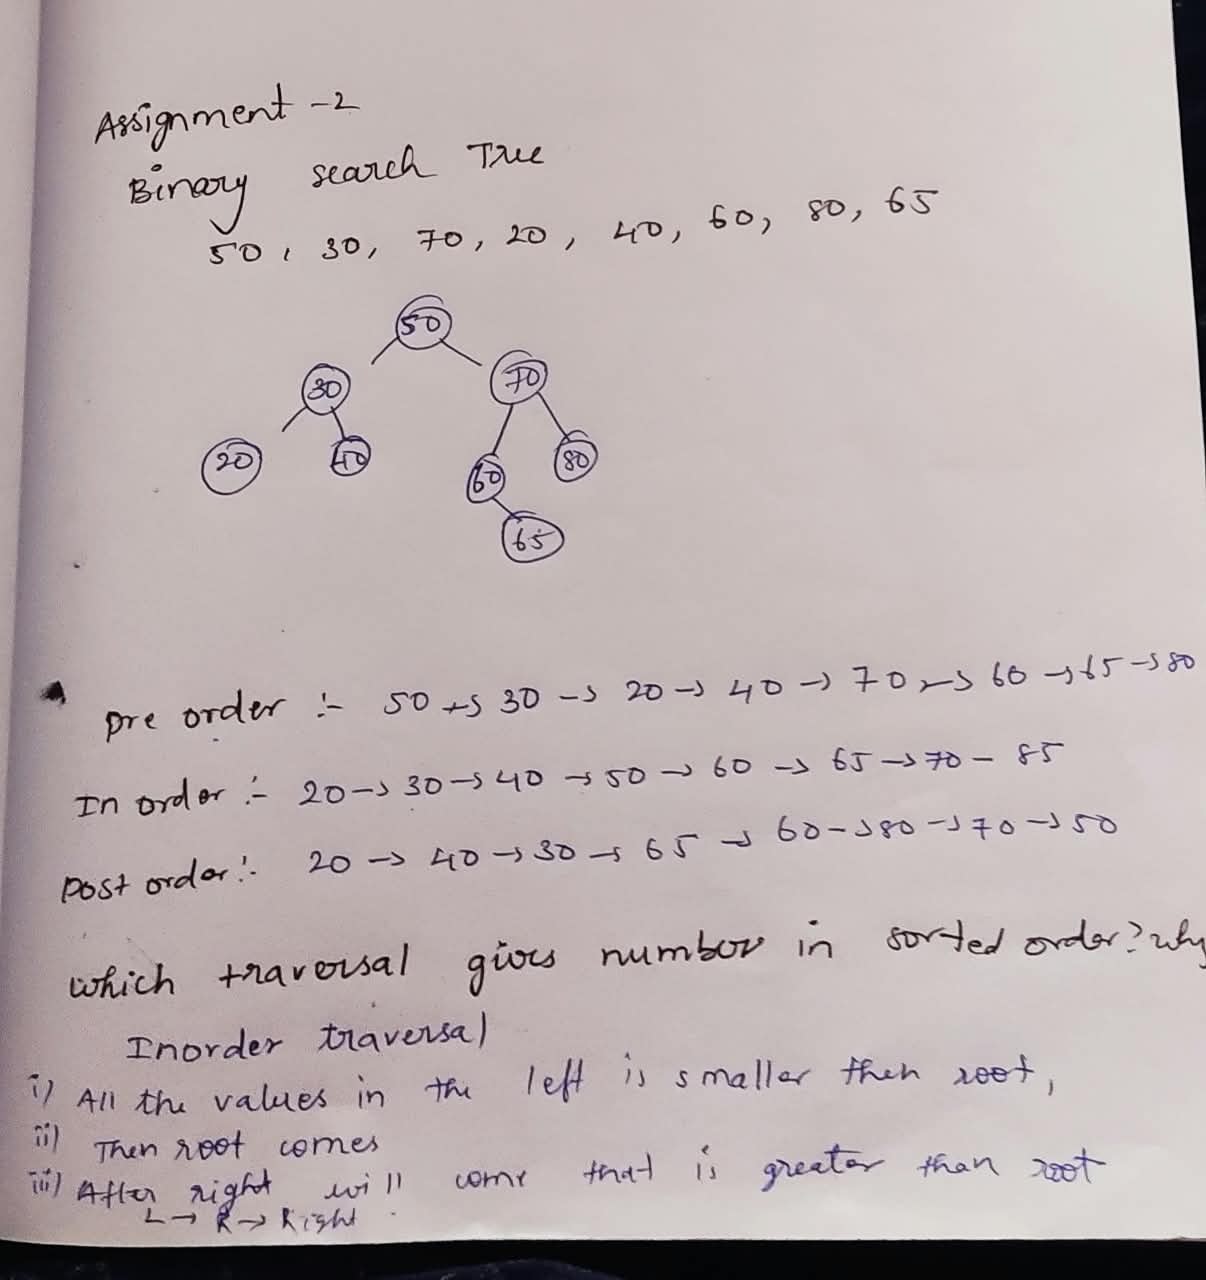 Assignment -2
Binary search Tree
50, 30, 70, 20, 40, 60, 80, 65
50
30 70
20 40 60 80
65
pre order :- 50 → 30 → 20 → 40 → 70 → 60 → 65 → 80
In order :- 20 → 30 → 40 → 50 → 60 → 65 → 70 - 85
post order :- 20 → 40 → 30 → 65 → 60 → 80 → 70 → 50
which traversal gives number in sorted order? why
Inorder traversal
i) All the values in the left is smaller then root,
ii) Then root comes
iii) After right will come that is greater than root
L → R → Right